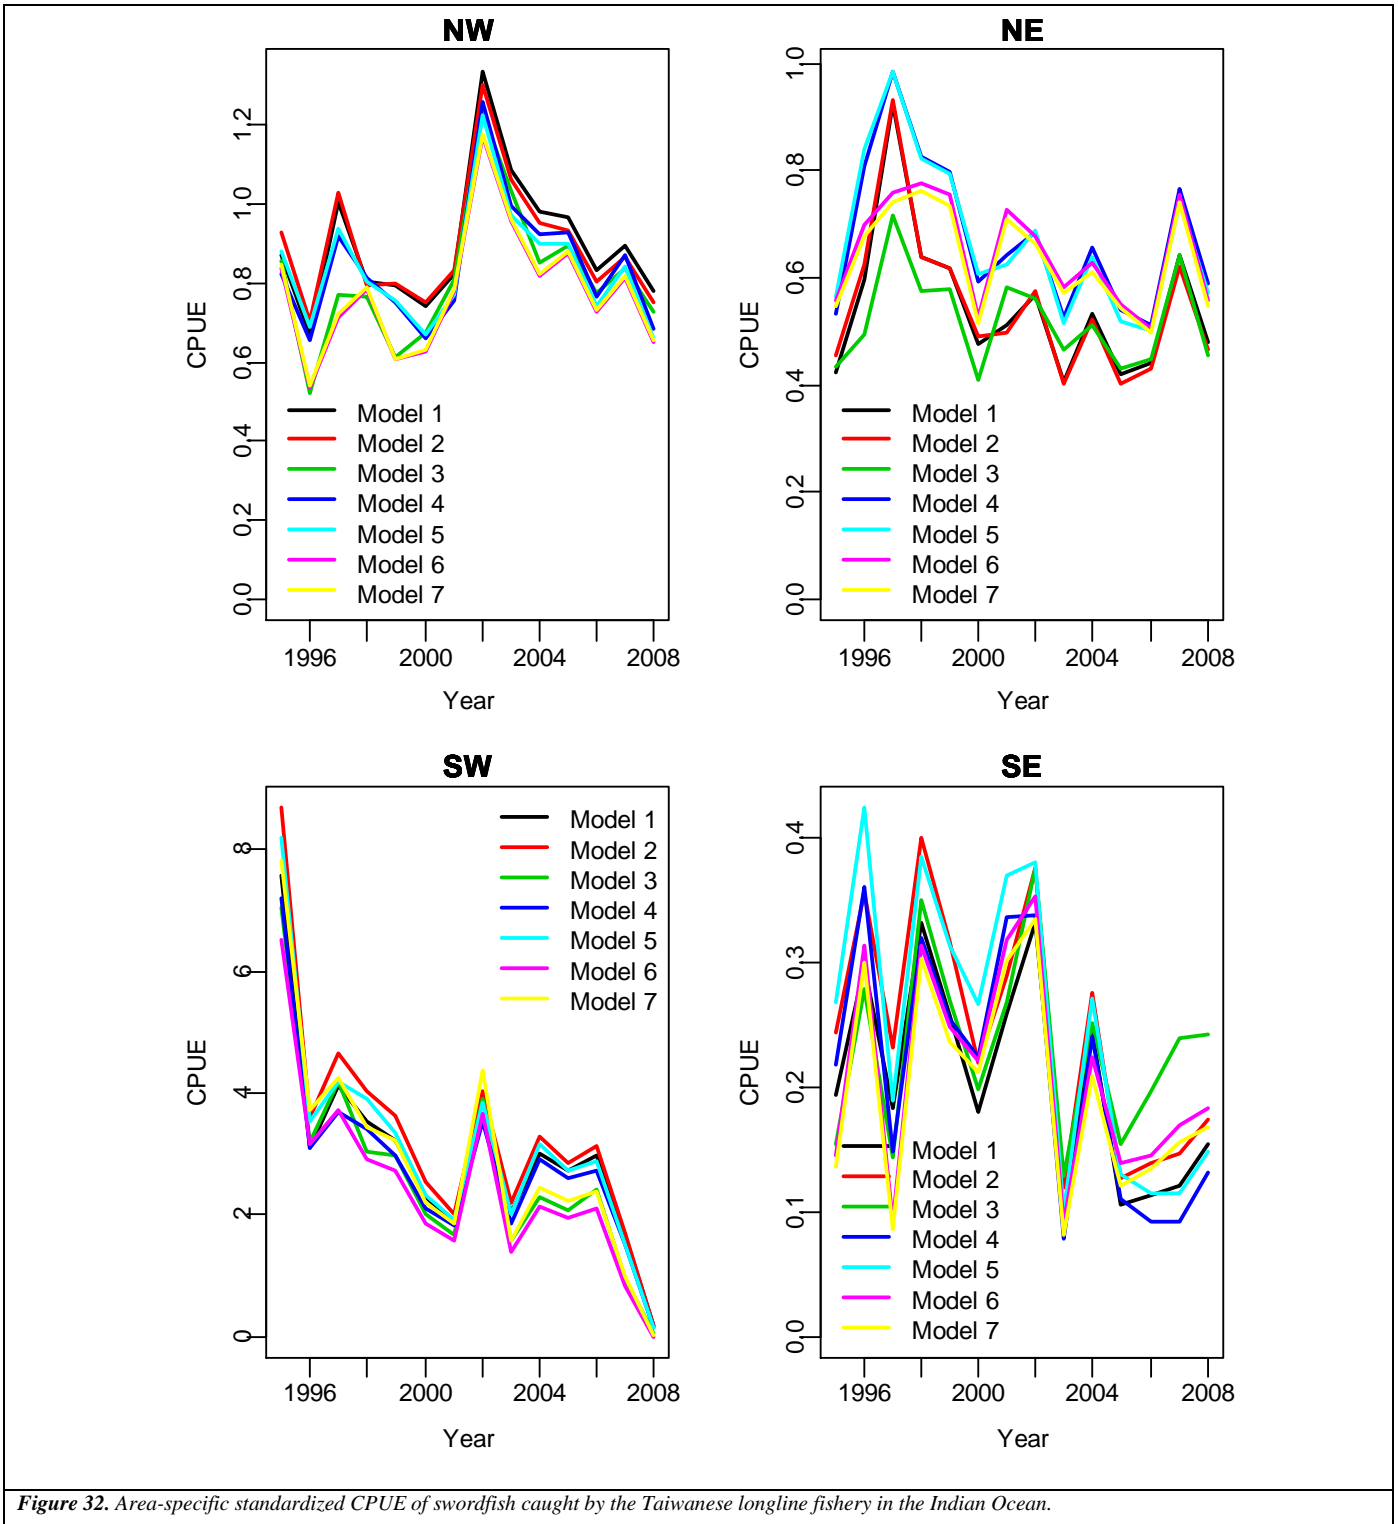 NW
CPUE
0.0 0.2 0.4 0.6 0.8 1.0 1.2
Model 1
Model 2
Model 3
Model 4
Model 5
Model 6
Model 7
1996 2000 2004 2008
Year
NE
CPUE
0.0 0.2 0.4 0.6 0.8 1.0
Model 1
Model 2
Model 3
Model 4
Model 5
Model 6
Model 7
1996 2000 2004 2008
Year
SW
CPUE
0 2 4 6 8
Model 1
Model 2
Model 3
Model 4
Model 5
Model 6
Model 7
1996 2000 2004 2008
Year
SE
CPUE
0.0 0.1 0.2 0.3 0.4
Model 1
Model 2
Model 3
Model 4
Model 5
Model 6
Model 7
1996 2000 2004 2008
Year
Figure 32. Area-specific standardized CPUE of swordfish caught by the Taiwanese longline fishery in the Indian Ocean.